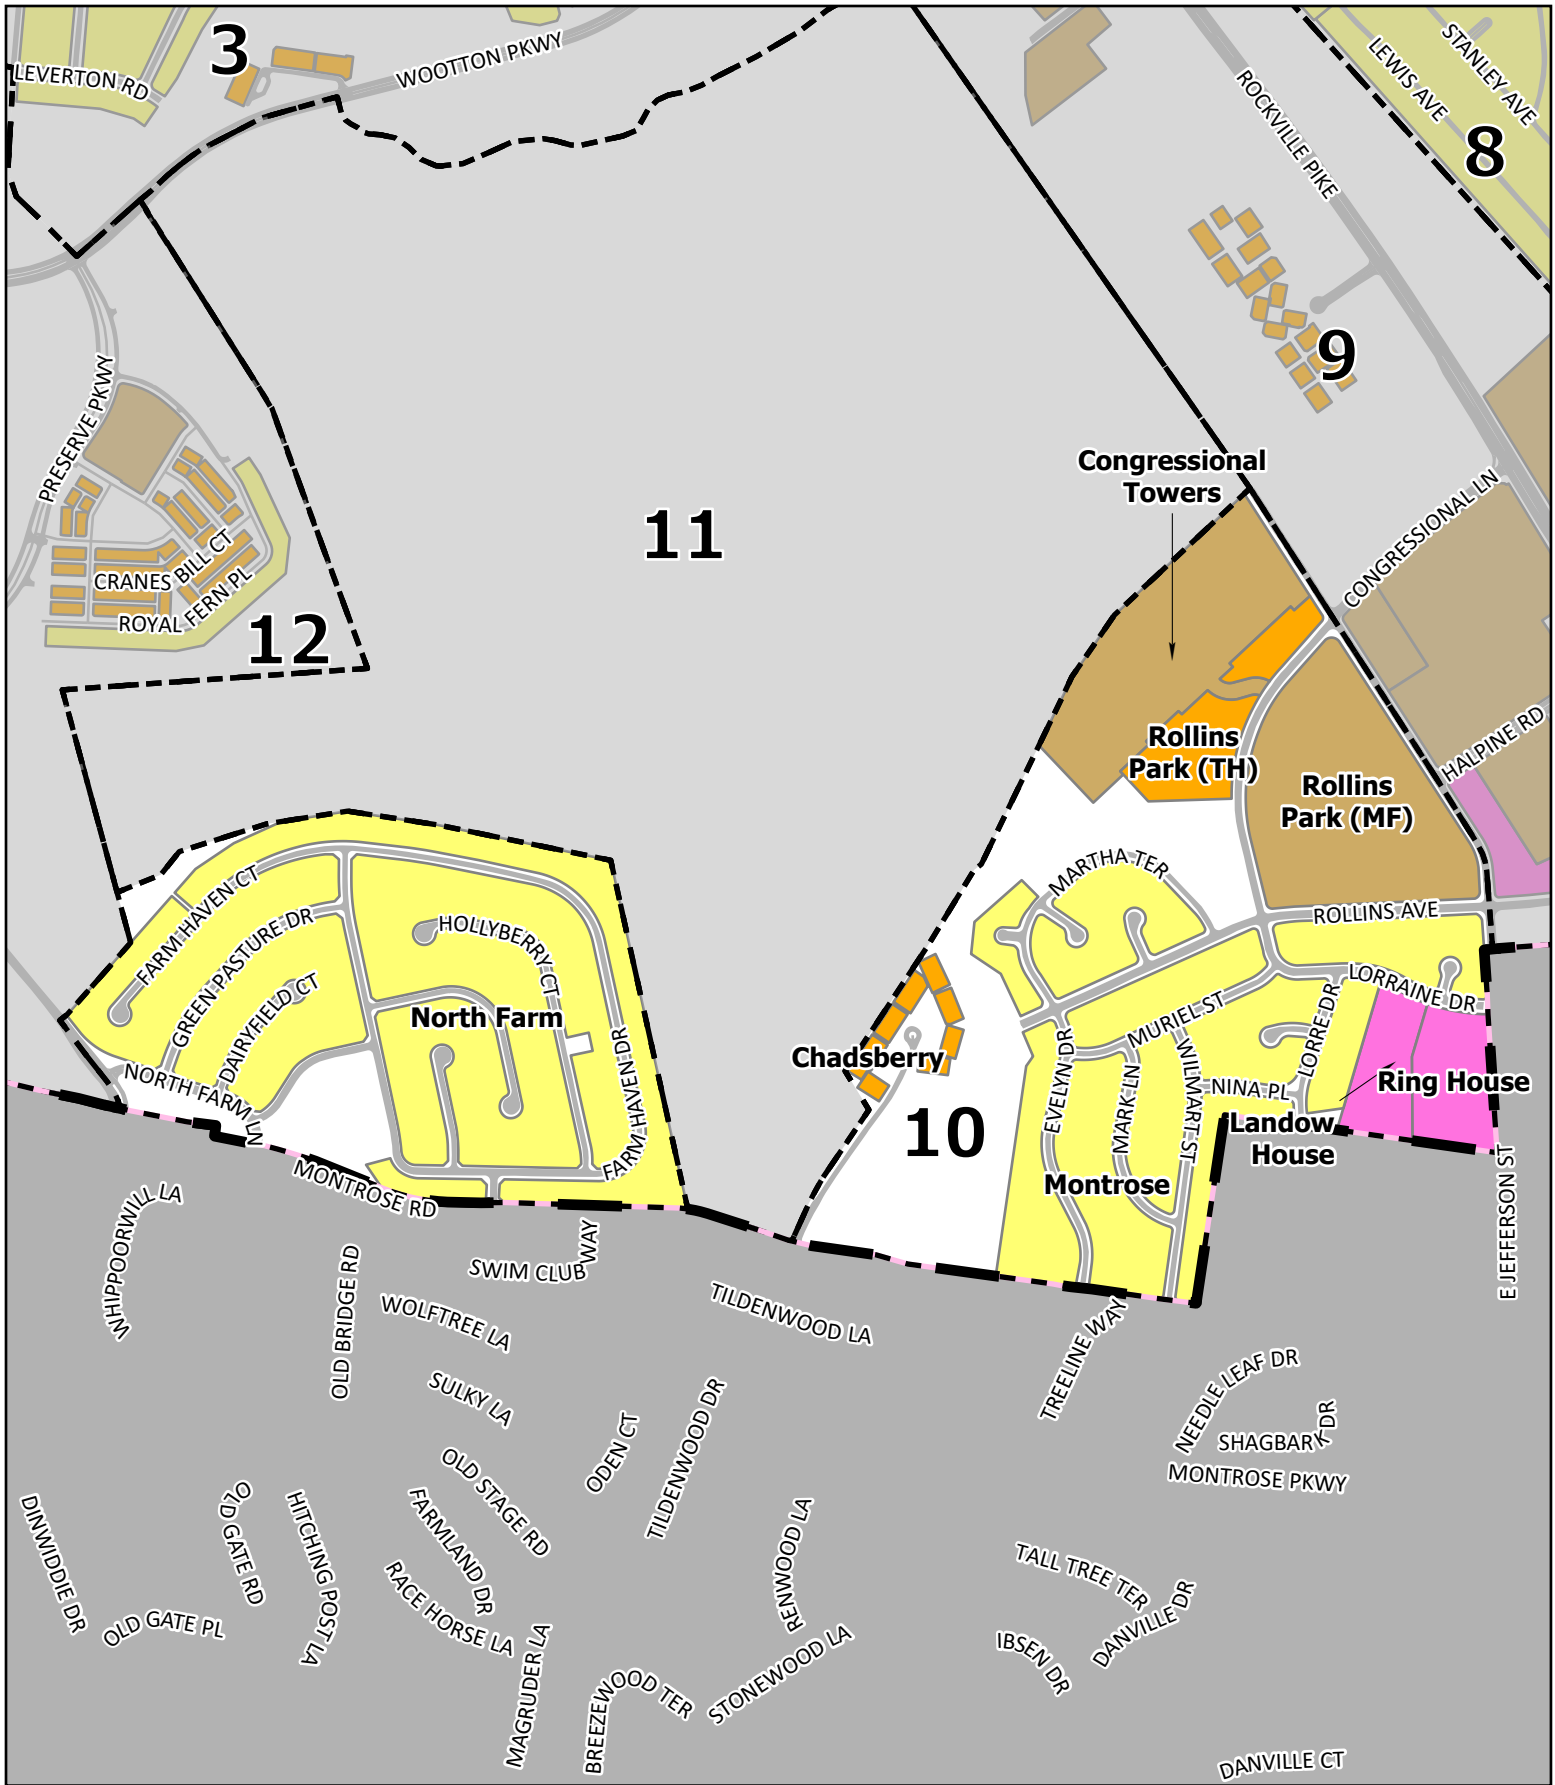 3
LEVERTON RD
WOOTTON PKWY
STANLEY AVE
LEWIS AVE
8
ROCKVILLE PIKE
9
PRESERVE PKWY
Congressional
Towers
CONGRESSIONAL LN
11
CRANES BILL CT
ROYAL FERN PL
12
HALPINE RD
Rollins
Park (TH)
Rollins
Park (MF)
MARTHA TER
ROLLINS AVE
FARM HAVEN CT
GREEN PASTURE DR
HOLLYBERRY CT
DAIRYFIELD CT
North Farm
FARM HAVEN DR
NORTH FARM LN
FARM HAVEN DR
LORRAINE DR
MURIEL ST
LORRE DR
Chadsberry
EVELYN DR
MARK LN
WILMART ST
NINA PL
Ring House
10
Landow
House
Montrose
MONTROSE RD
E JEFFERSON ST
WHIPPOORWILL LA
OLD BRIDGE RD
SWIM CLUB WAY
WOLFTREE LA
TILDENWOOD LA
TREELINE WAY
SULKY LA
NEEDLE LEAF DR
SHAGBARK DR
MONTROSE PKWY
ODEN CT
TILDENWOOD DR
OLD STAGE RD
DINWIDDIE DR
OLD GATE RD
HITCHING POST LA
FARMLAND DR
RENWOOD LA
TALL TREE TER
RACE HORSE LA
OLD GATE PL
DANVILLE DR
IBSEN DR
MAGRUDER LA
STONEWOOD LA
BREEZEWOOD TER
DANVILLE CT